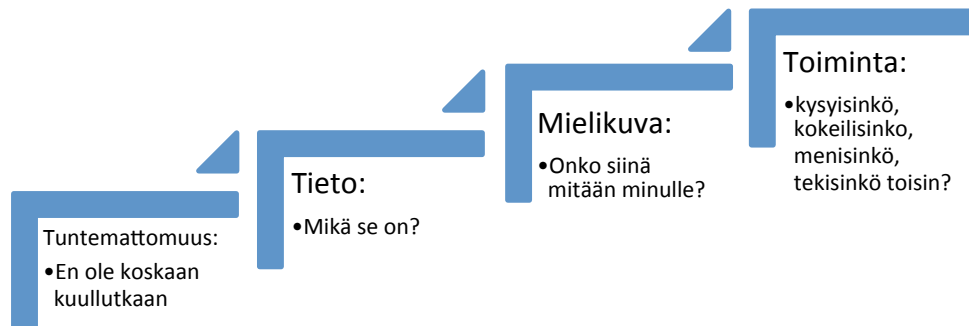 Tuntemattomuus:
•En ole koskaan
kuullutkaan
Tieto:
•Mikä se on?
Mielikuva:
•Onko siinä
mitään minulle?
Toiminta:
•kysyisinkö,
kokeilisinko,
menisinkö,
tekisinkö toisin?